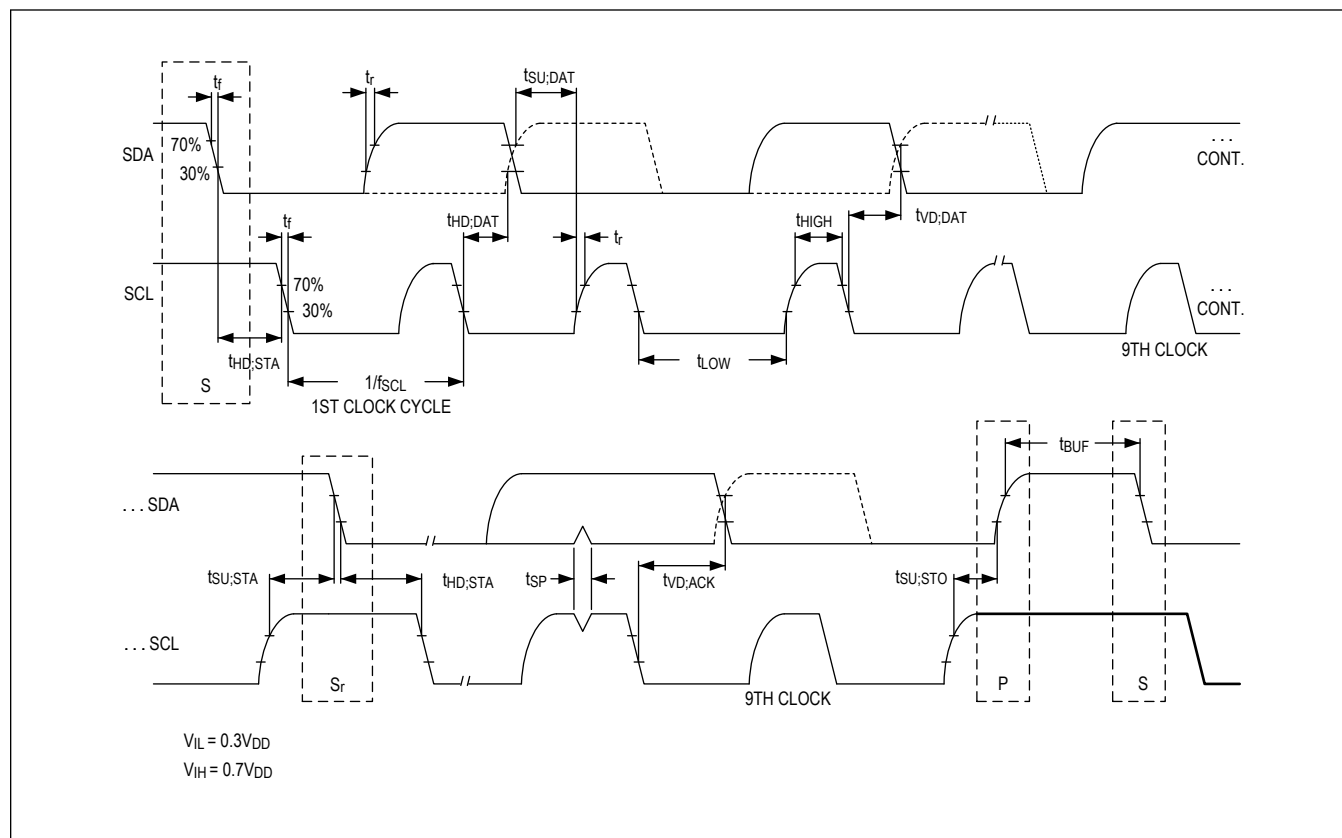 tf
tr
tSU;DAT
70%
SDA
30%
...
CONT.
tf
tHD;DAT
tr
tHIGH
tVD;DAT
SCL
70%
30%
...
CONT.
tHD;STA
tLOW
9TH CLOCK
S
1/fSCL
1ST CLOCK CYCLE
tBUF
...SDA
tSU;STA
tHD;STA
tSP
tVD;ACK
tSU;STO
...SCL
Sr
9TH CLOCK
P
S
VIL = 0.3VDD
VIH = 0.7VDD